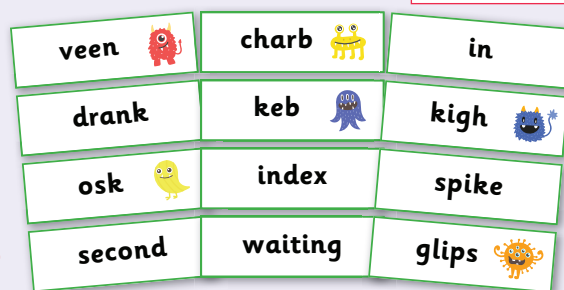 veen charb in
drank keb kigh
osk index spike
second waiting glips